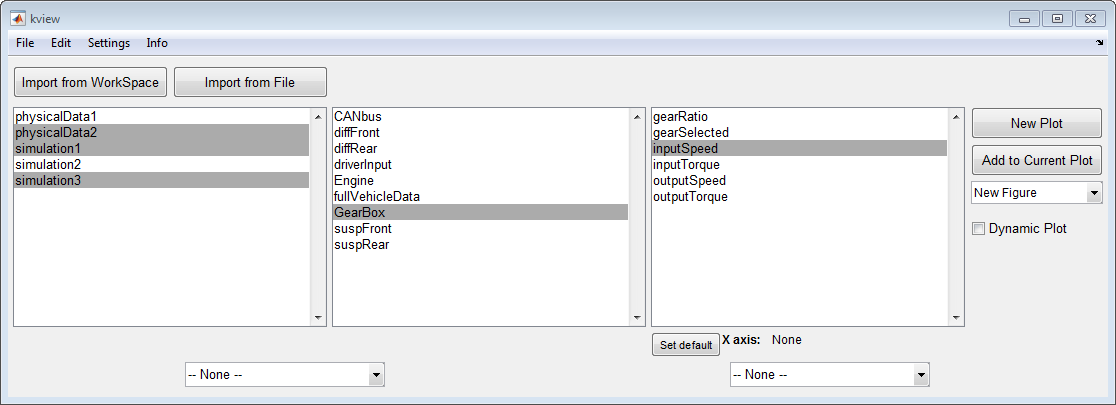 kview
File Edit Settings Info
Import from WorkSpace Import from File
physicalData1
physicalData2
simulation1
simulation2
simulation3
CANbus
diffFront
diffRear
driverInput
Engine
fullVehicleData
GearBox
suspFront
suspRear
gearRatio
gearSelected
inputSpeed
inputTorque
outputSpeed
outputTorque
New Plot
Add to Current Plot
New Figure
Dynamic Plot
Set default X axis: None
-- None -- -- None --